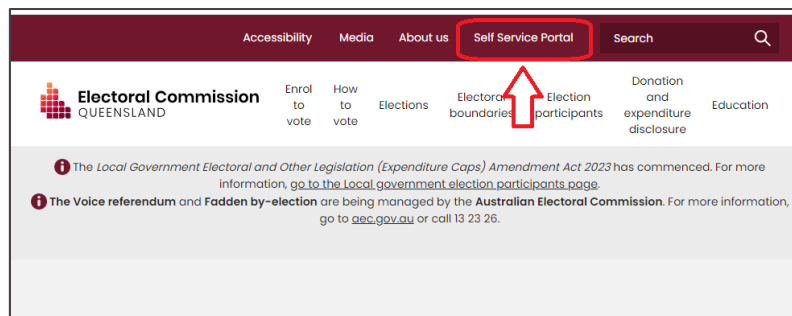 Accessibility Media About us Self Service Portal Search
Electoral Commission
QUEENSLAND
Enrol to vote
How to vote
Elections
Electoral boundaries
Election participants
Donation and expenditure disclosure
Education
The Local Government Electoral and Other Legislation (Expenditure Caps) Amendment Act 2023 has commenced. For more
information, go to the Local government election participants page.
The Voice referendum and Fadden by-election are being managed by the Australian Electoral Commission. For more information,
go to aec.gov.au or call 13 23 26.